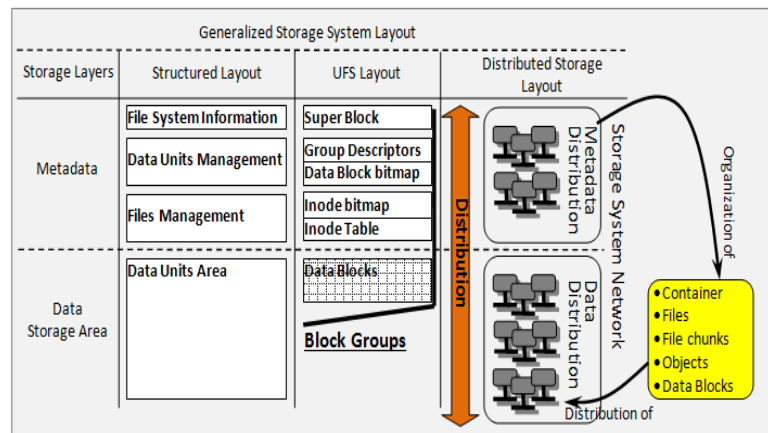 Generalized Storage System Layout
Storage Layers
Structured Layout
UFS Layout
Distributed Storage
Layout
Metadata
File System Information
Data Units Management
Files Management
Super Block
Group Descriptors
Data Block bitmap
Inode bitmap
Inode Table
Distribution
Metadata
Distribution
Storage System Network
Organization of
Data
Storage Area
Data Units Area
Data Blocks
Block Groups
Data
Distribution
•Container
•Files
•File chunks
•Objects
•Data Blocks
Distribution of